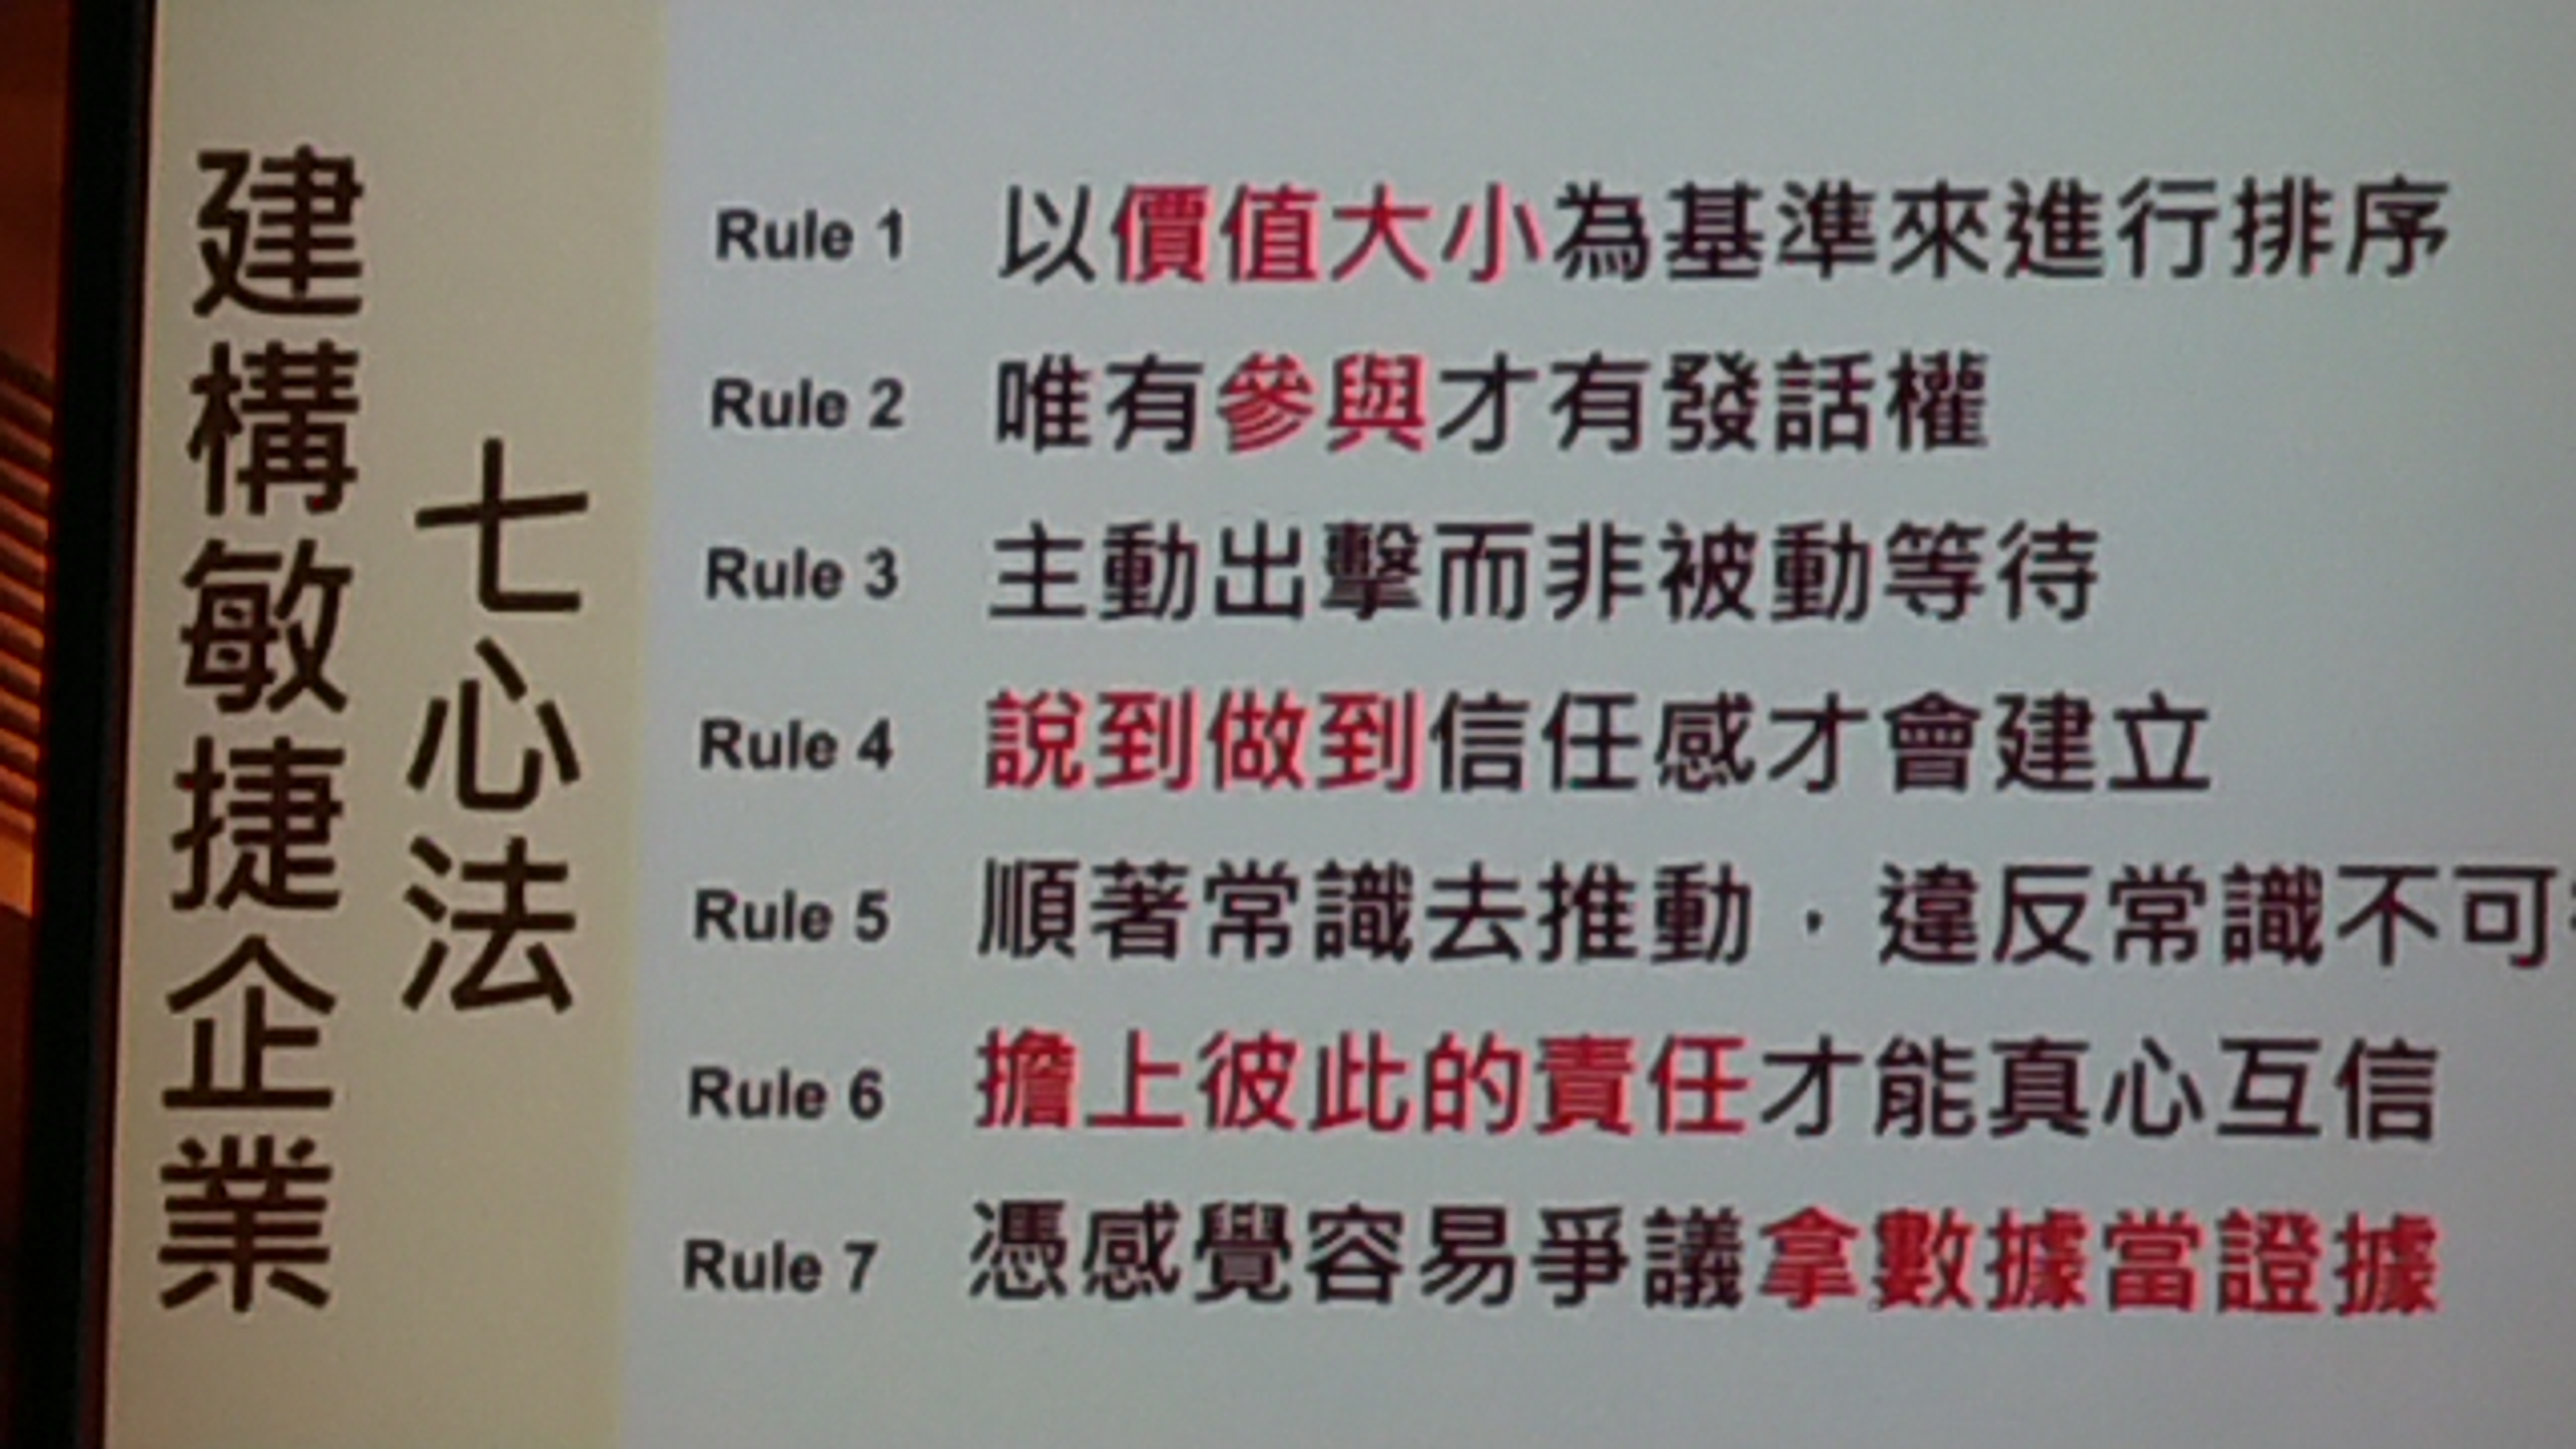 建構敏捷企業
七心法
Rule 1 以價值大小為基準來進行排序
Rule 2 唯有參與才有發話權
Rule 3 主動出擊而非被動等待
Rule 4 說到做到信任感才會建立
Rule 5 順著常識去推動，違反常識不可
Rule 6 擔上彼此的責任才能真心互信
Rule 7 憑感覺容易爭議拿數據當證據